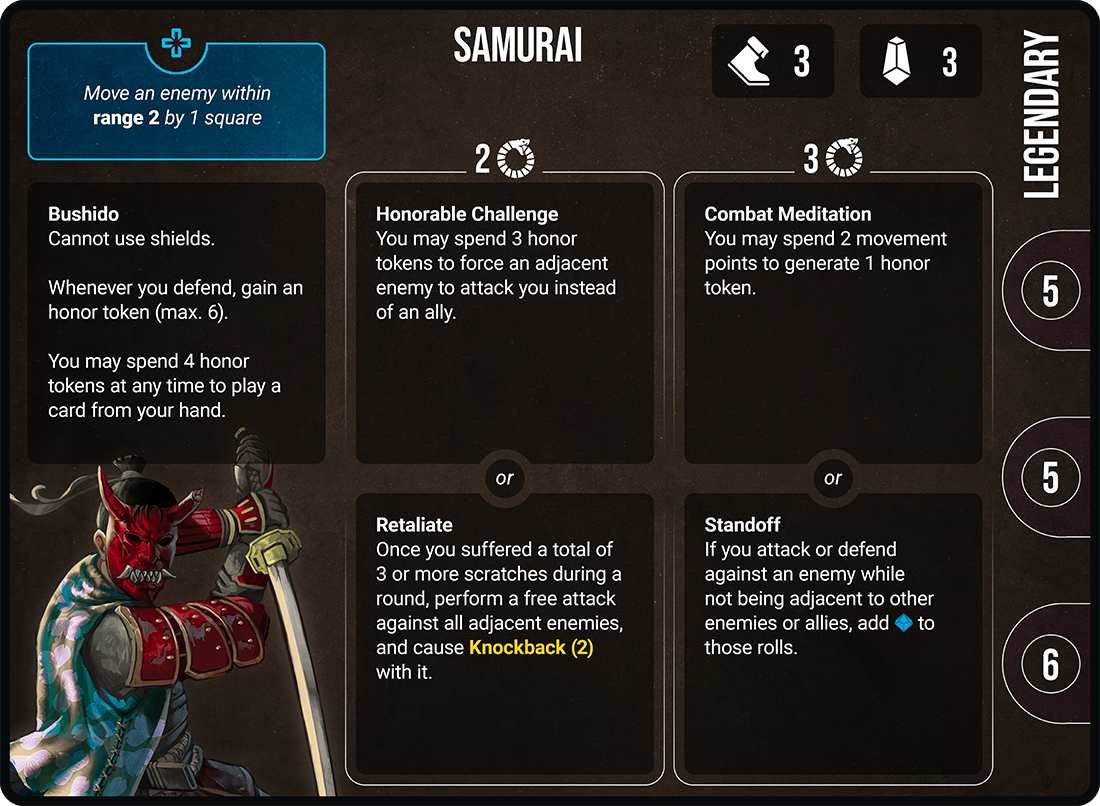 SAMURAI
3
3
LEGENDARY
Move an enemy within
range 2 by 1 square
2
3
Bushido
Cannot use shields.
Whenever you defend, gain an
honor token (max. 6).
You may spend 4 honor
tokens at any time to play a
card from your hand.
Honorable Challenge
You may spend 3 honor
tokens to force an adjacent
enemy to attack you instead
of an ally.
or
Retaliate
Once you suffered a total of
3 or more scratches during a
round, perform a free attack
against all adjacent enemies,
and cause Knockback (2)
with it.
Combat Meditation
You may spend 2 movement
points to generate 1 honor
token.
or
Standoff
If you attack or defend
against an enemy while
not being adjacent to other
enemies or allies, add to
those rolls.
5
5
6